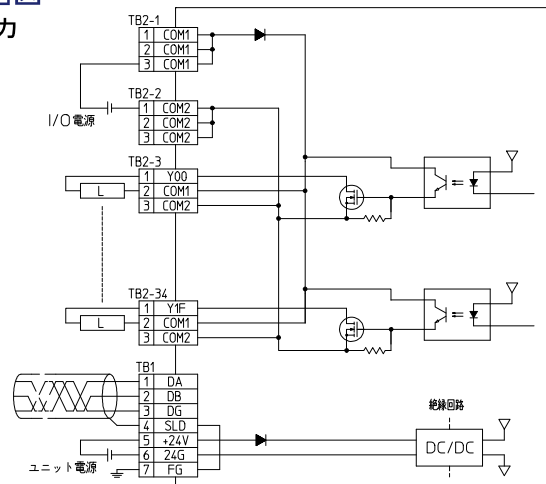 力
TB2-1
1 COM1
2 COM1
3 COM1
TB2-2
1 COM2
2 COM2
3 COM2
I/O電源
TB2-3
1 Y00
L 2 COM1
3 COM2
TB2-34
1 Y1F
L 2 COM1
3 COM2
TB1
1 DA
2 DB
3 DG
4 SLD
5 +24V
6 24G
7 FG
ユニット電源
絶縁回路
DC/DC